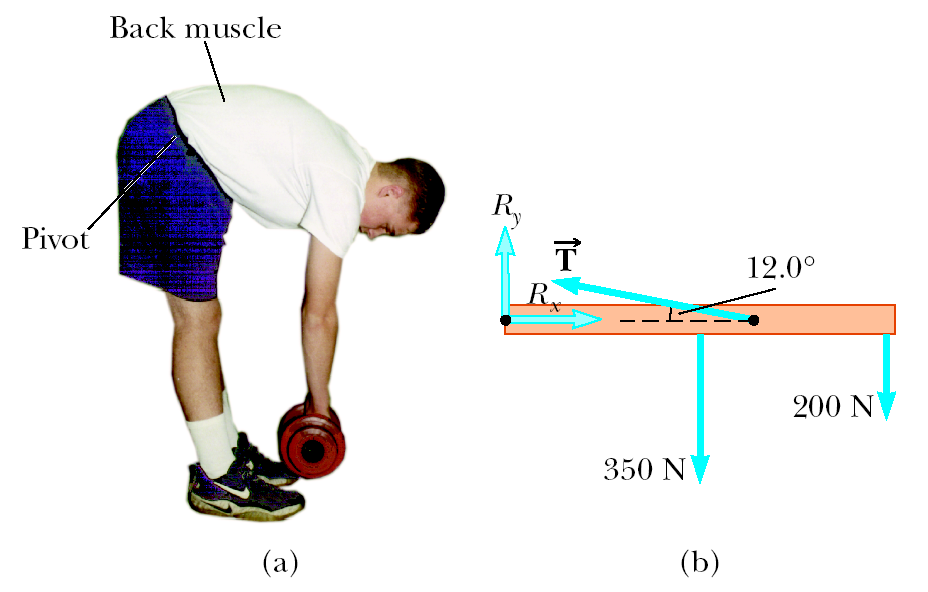 Back muscle
Pivot
(a)
R_y
T
R_x
12.0°
200 N
350 N
(b)